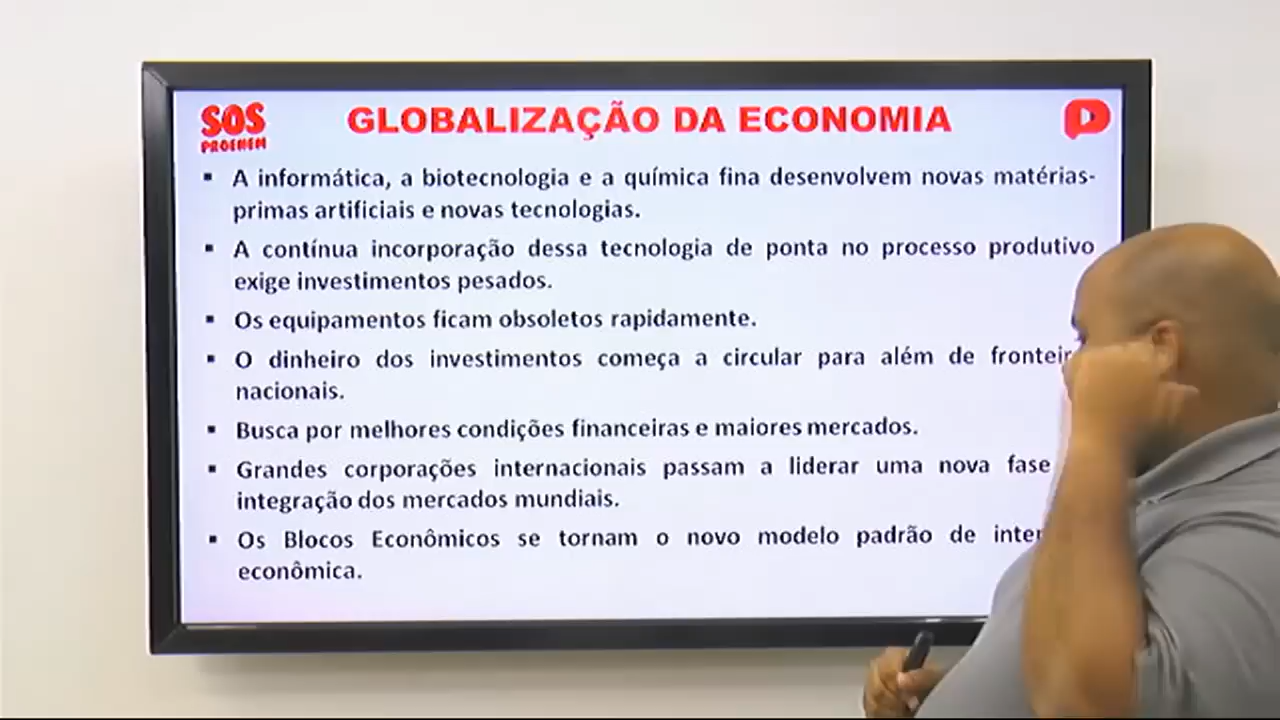 SOS
PROENEM
GLOBALIZAÇÃO DA ECONOMIA
A informática, a biotecnologia e a química fina desenvolvem novas matérias-
primas artificiais e novas tecnologias.
A contínua incorporação dessa tecnologia de ponta no processo produtivo
exige investimentos pesados.
Os equipamentos ficam obsoletos rapidamente.
O dinheiro dos investimentos começa a circular para além de
nacionais.
Busca por melhores condições financeiras e maiores mercados.
Grandes corporações internacionais passam a liderar uma nova fase
integração dos mercados mundiais.
Os Blocos Econômicos se tornam o novo modelo padrão de
econômica.